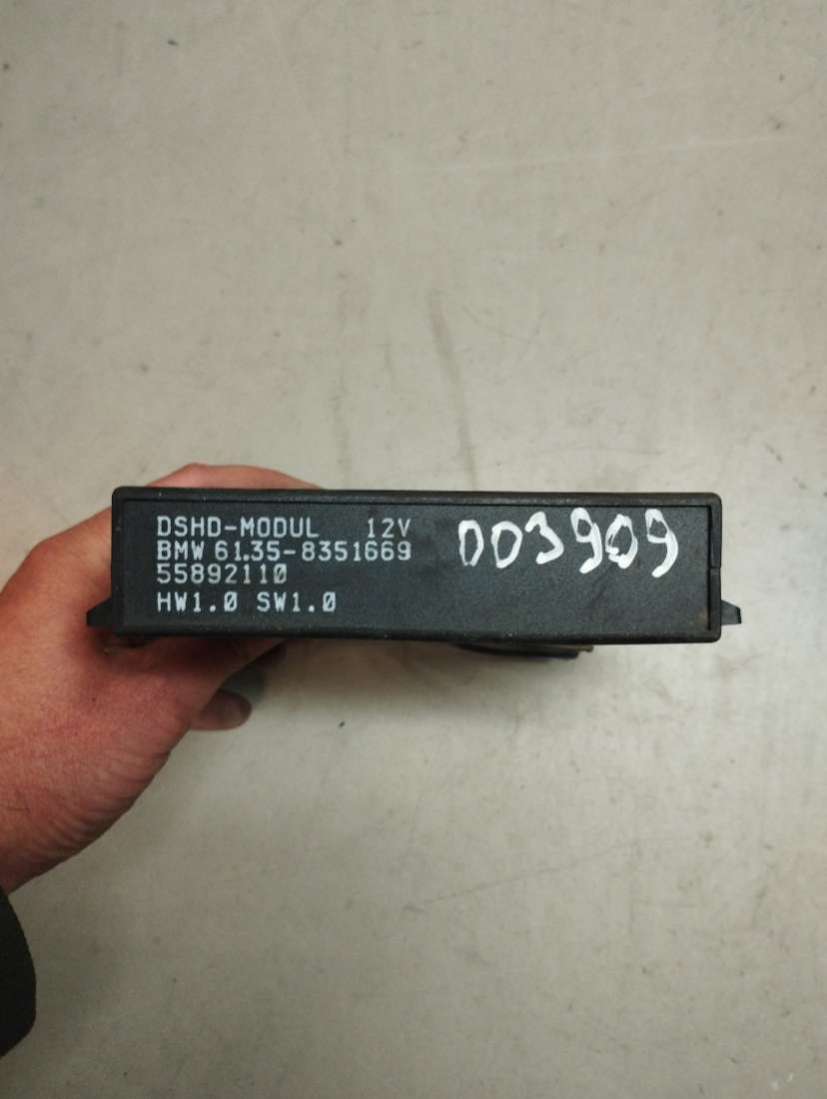 DSHD-MODUL 12V
BMW 61.35-8351669
55892110
HW1.0 SW1.0
003909